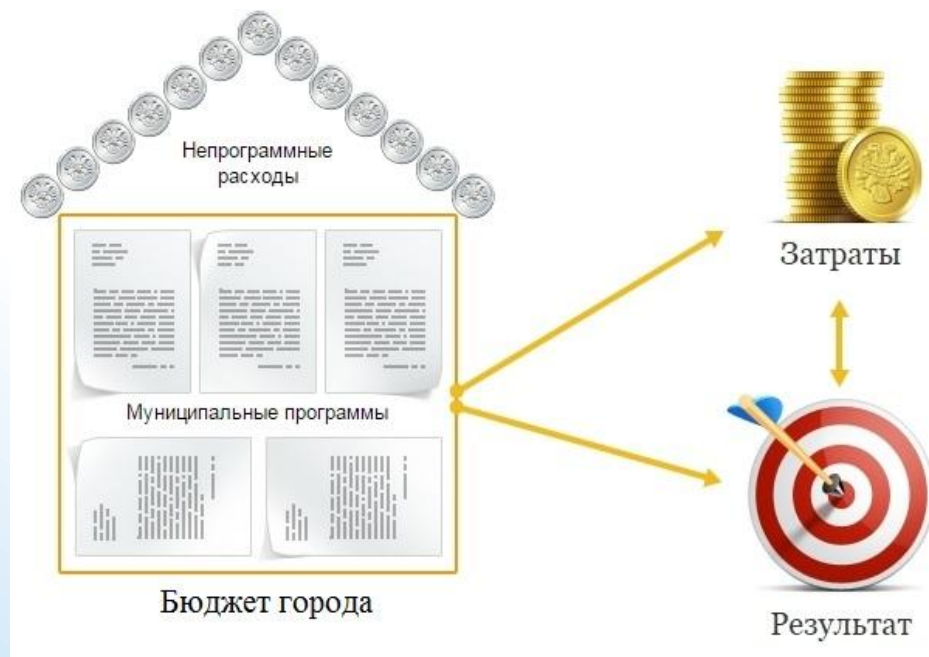 Непрограммные
расходы
Затраты
Муниципальные программы
Бюджет города
Результат